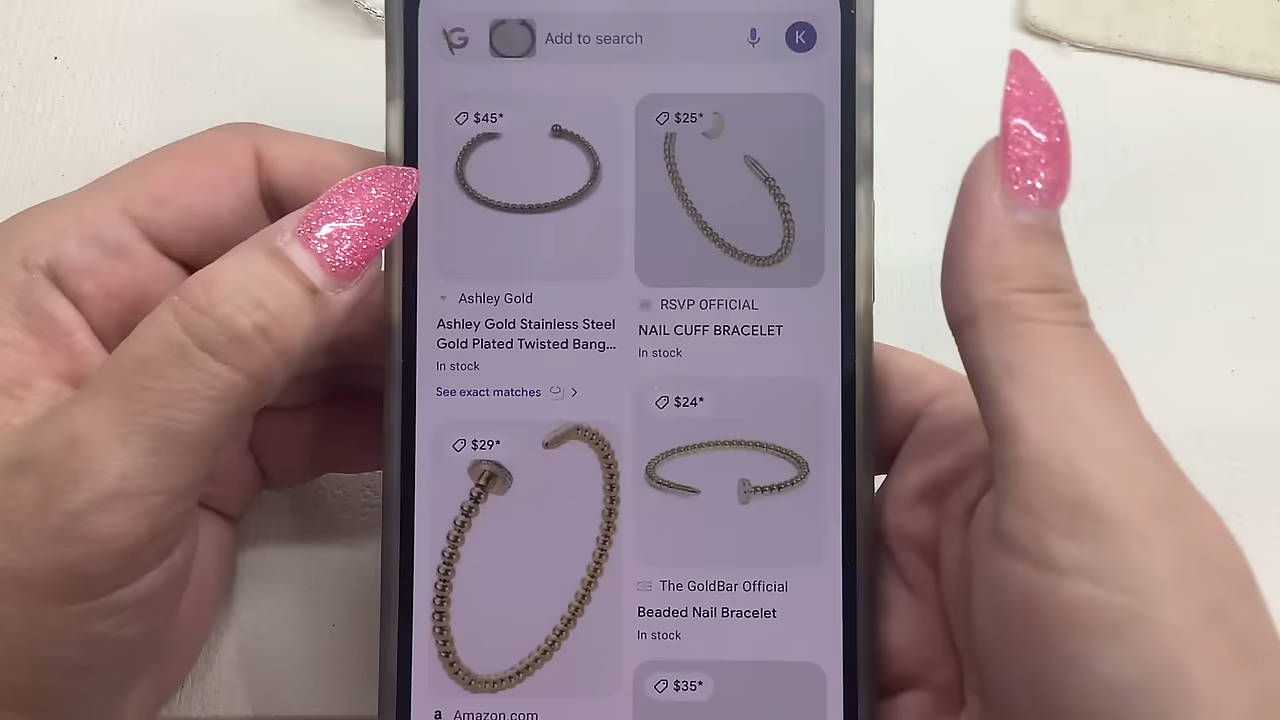 G
Add to search
K
$45*
Ashley Gold
Ashley Gold Stainless Steel
Gold Plated Twisted Bang...
In stock
See exact matches
$29*
a Amazon.com
$25*
RSVP OFFICIAL
NAIL CUFF BRACELET
In stock
$24*
The GoldBar Official
Beaded Nail Bracelet
In stock
$35*